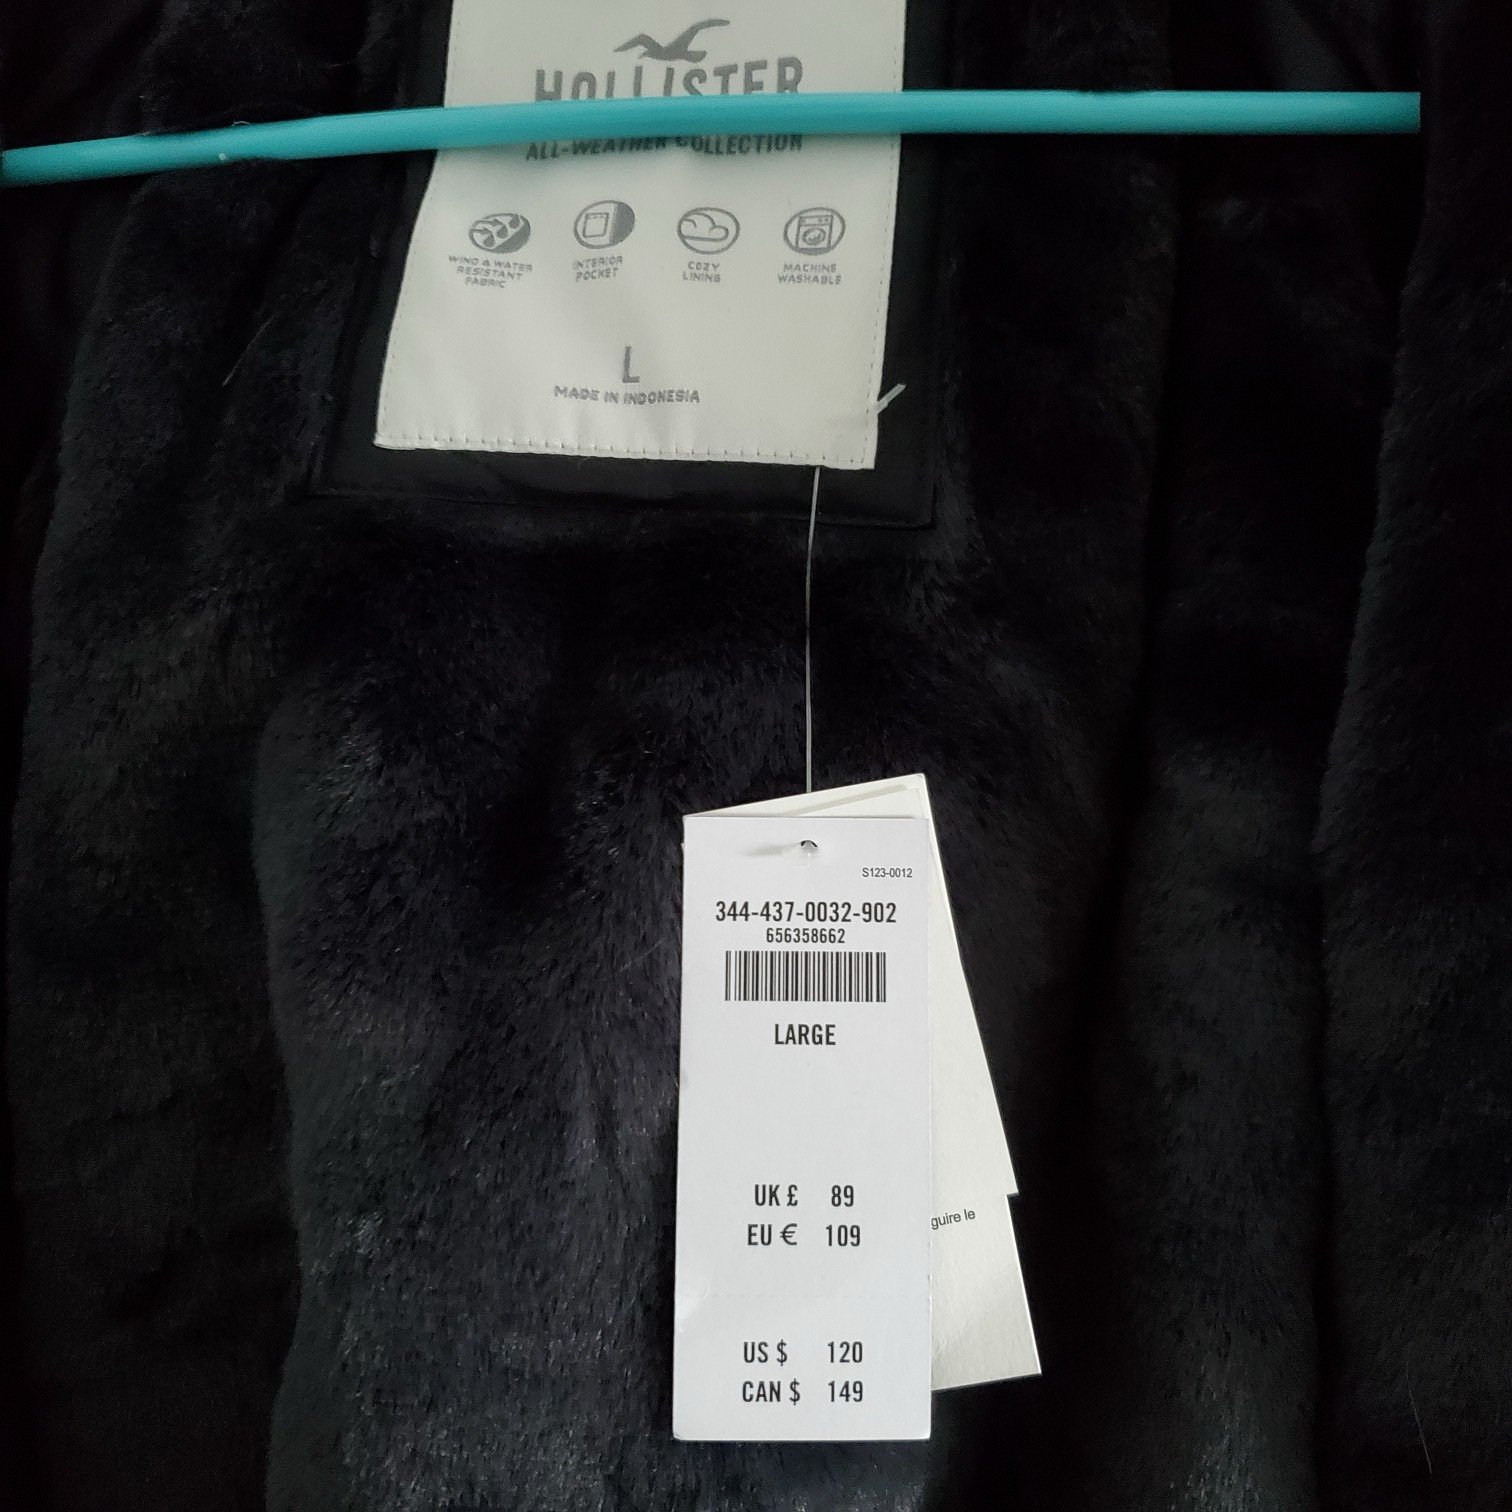 HOLLISTER
ALL-WEATHER COLLECTION
WIND & WATER
RESISTANT
FABRIC
INTERIOR
POCKET
COZY
LINING
MACHINE
WASHABLE
L
MADE IN INDONESIA
S123-0012
344-437-0032-902
656358662
LARGE
UK £ 89
EU € 109
guire le
US $ 120
CAN $ 149